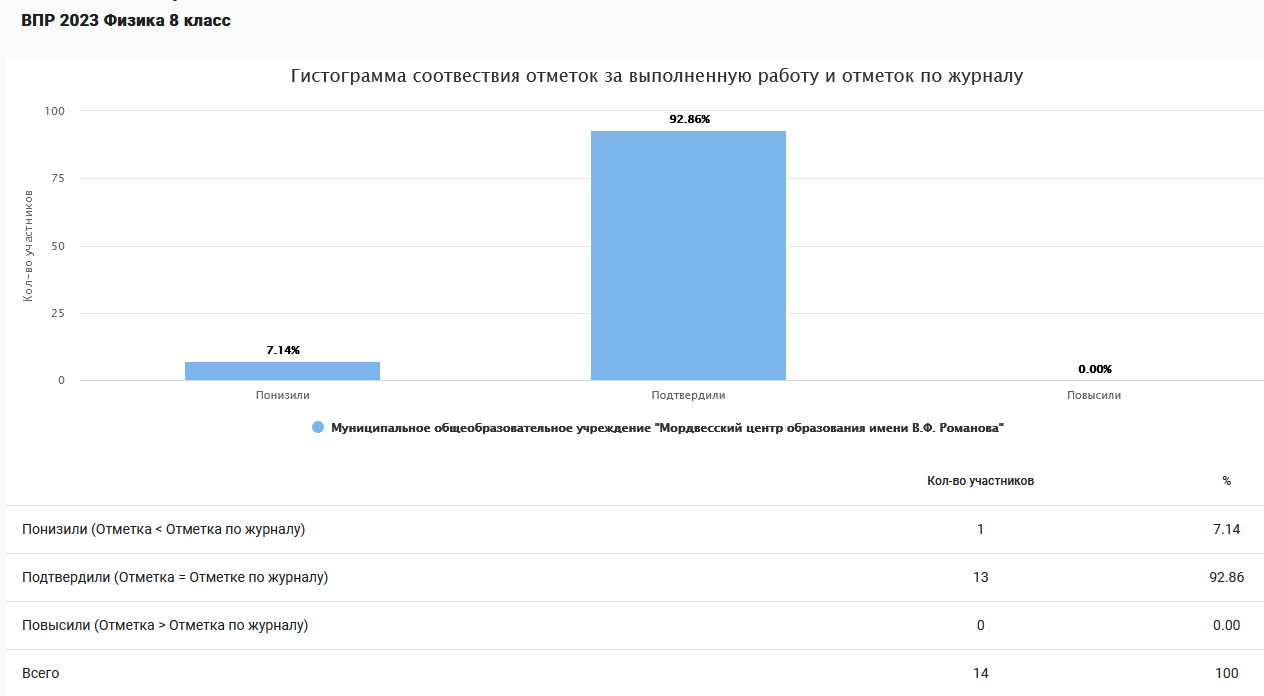 ВПР 2023 Физика 8 класс
Гистограмма соотвествия отметок за выполненную работу и отметок по журналу
Кол-во участников
100
75
50
25
0
7.14%
92.86%
0.00%
Понизили
Подтвердили
Повысили
Муниципальное общеобразовательное учреждение "Мордвесский центр образования имени В.Ф. Романова"
Кол-во участников %
Понизили (Отметка < Отметка по журналу) 1 7.14
Подтвердили (Отметка = Отметке по журналу) 13 92.86
Повысили (Отметка > Отметка по журналу) 0 0.00
Всего 14 100